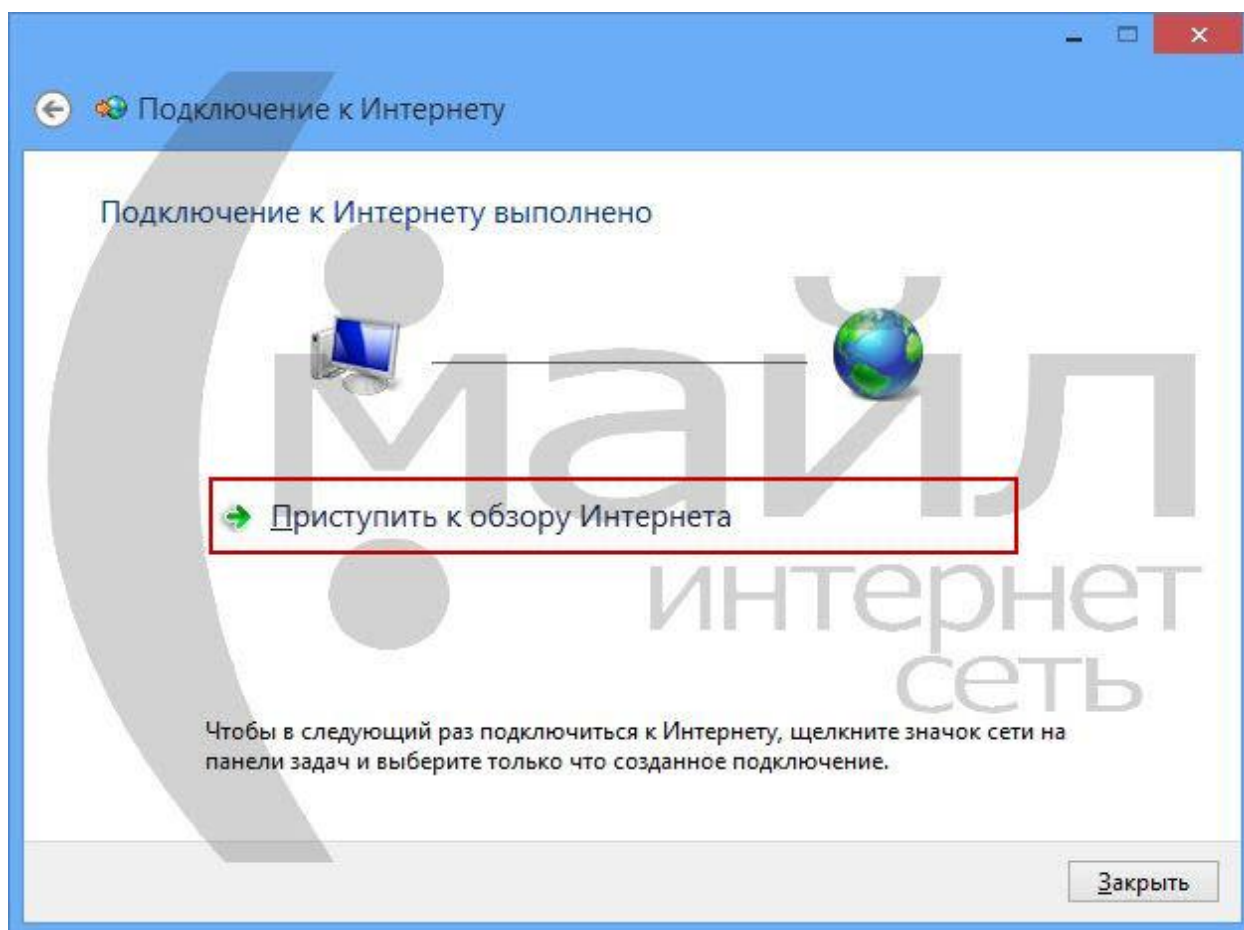 Подключение к Интернету
Подключение к Интернету выполнено
майл
Приступить к обзору Интернета
интернет
сеть
Чтобы в следующий раз подключиться к Интернету, щелкните значок сети на
панели задач и выберите только что созданное подключение.
Закрыть